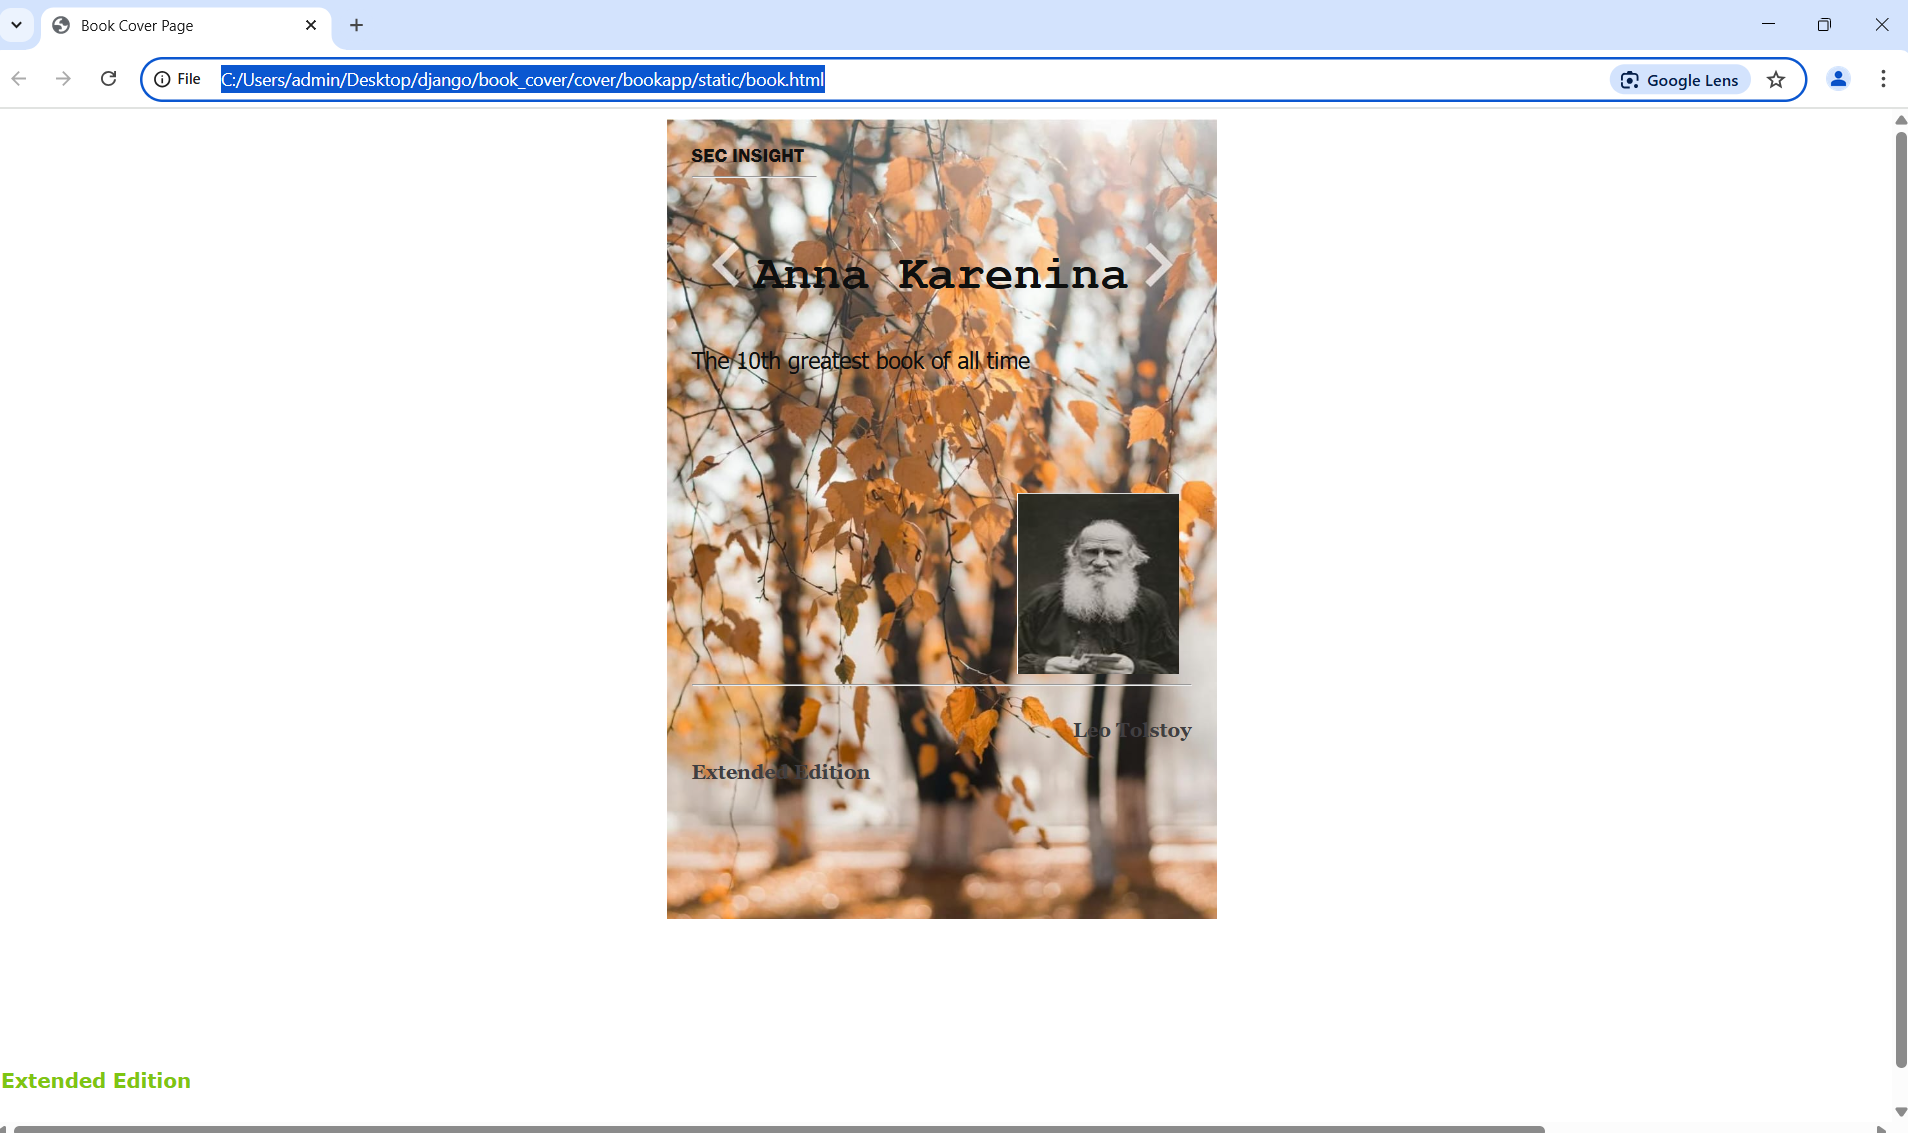 Book Cover Page
File
C:/Users/admin/Desktop/django/book_cover/cover/bookapp/static/book.html
Google Lens
SEC INSIGHT
Anna Karenina
The 10th greatest book of all time
Leo Tolstoy
Extended Edition
Extended Edition